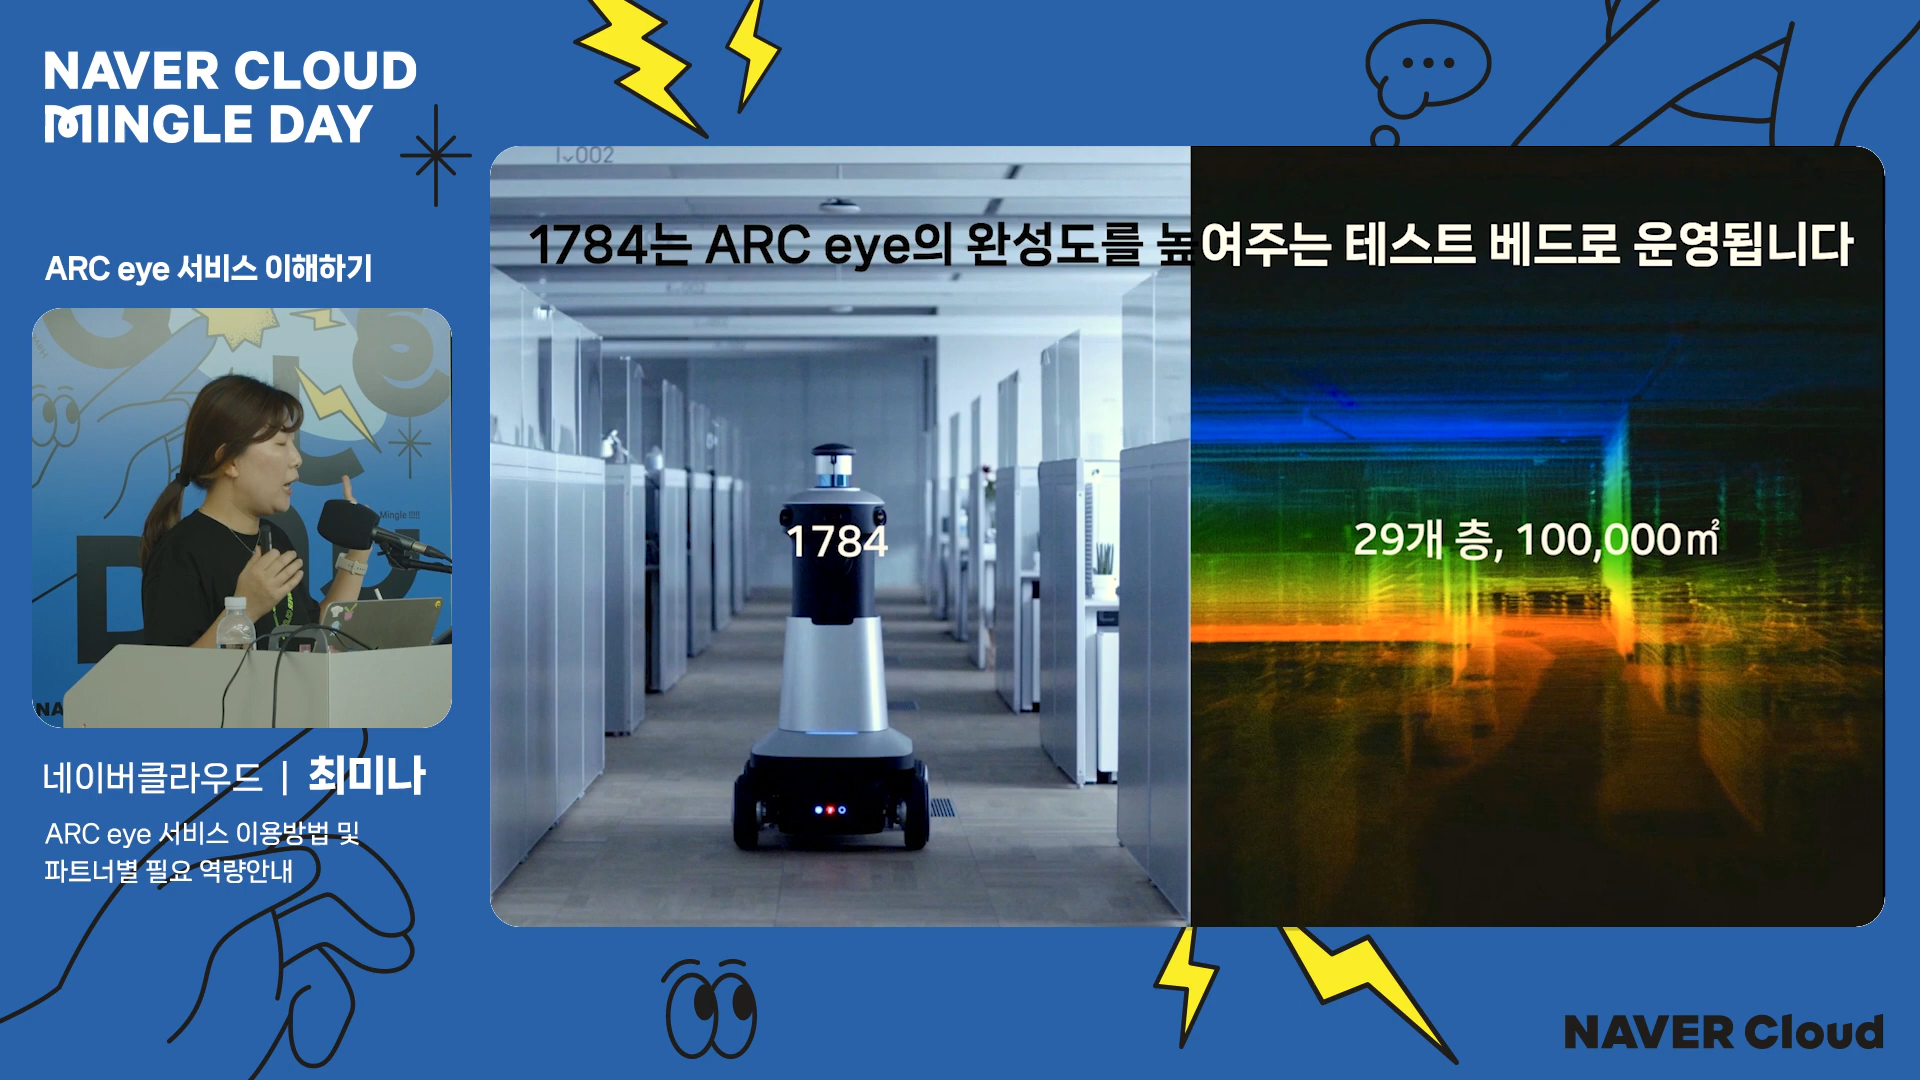 NAVER CLOUD
MINGLE DAY
ARC eye 서비스 이해하기
Mingle !!!!!
NA
네이버클라우드 | 최미나
ARC eye 서비스 이용방법 및
파트너별 필요 역량안내
1784는 ARC eye의 완성도를 높여주는 테스트 베드로 운영됩니다
1784
29개 층, 100,000㎡
NAVER Cloud